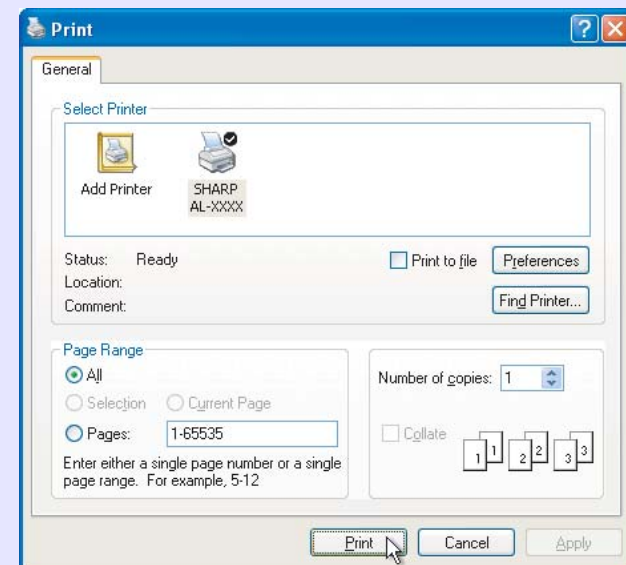 Print
General
Select Printer
Add Printer
SHARP
AL-XXXX
Status: Ready
Location:
Comment:
Print to file
Preferences
Find Printer...
Page Range
All
Selection
Current Page
Pages: 1-65535
Enter either a single page number or a single
page range. For example, 5-12
Number of copies: 1
Collate
1 1 2 2 3 3
Print
Cancel
Apply